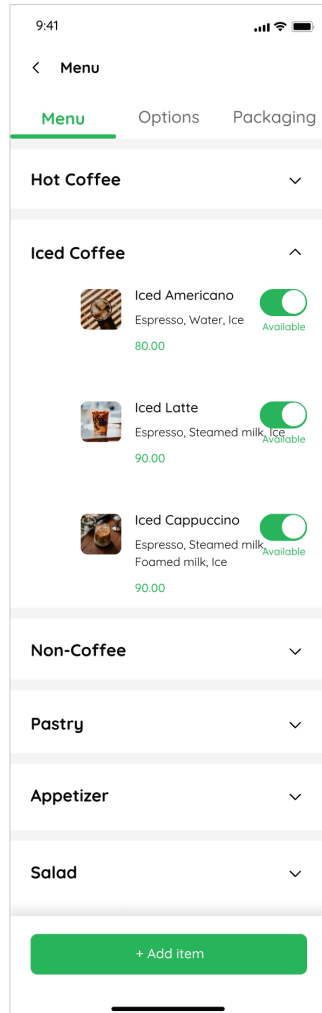 9:41
Menu
Menu Options Packaging
Hot Coffee
Iced Coffee
Iced Americano
Espresso, Water, Ice
Available
80.00
Iced Latte
Espresso, Steamed milk, Ice
Available
90.00
Iced Cappuccino
Espresso, Steamed milk,
Foamed milk, Ice
Available
90.00
Non-Coffee
Pastry
Appetizer
Salad
+ Add item